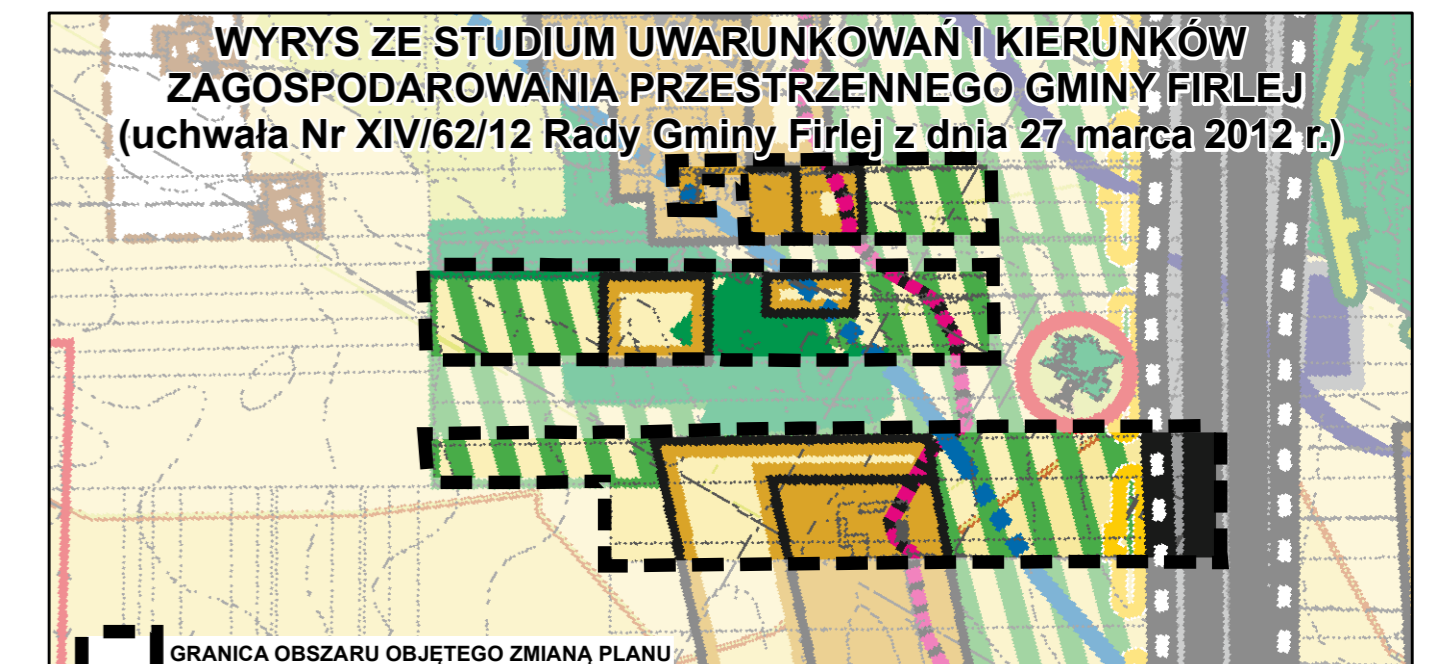 WYRYS ZE STUDIUM UWARUNKOWAŃ I KIERUNKÓW
ZAGOSPODAROWANIA PRZESTRZENNEGO GMINY FIRLEJ
(uchwała Nr XIV/62/12 Rady Gminy Firlej z dnia 27 marca 2012 r.)
GRANICA OBSZARU OBJĘTEGO ZMIANĄ PLANU